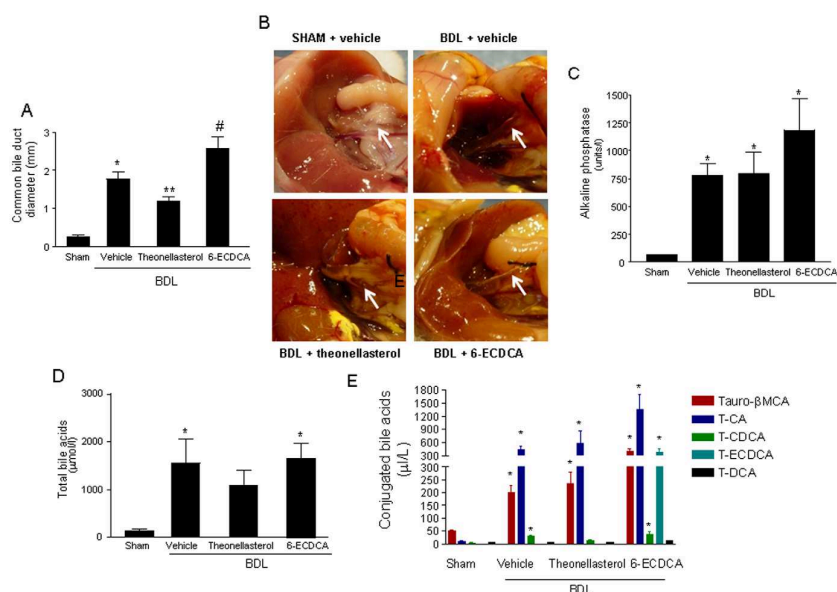 B
SHAM + vehicle
BDL + vehicle
A
Common bile duct
diameter (mm)
3
2
1
0
*
**
#
Sham
Vehicle
Theonellasterol
6-ECDCA
BDL
E
BDL + theonellasterol
BDL + 6-ECDCA
C
Alkaline phosphatase
(units/l)
1500
1250
1000
750
500
250
0
*
*
*
Sham
Vehicle
Theonellasterol
6-ECDCA
BDL
D
Total bile acids
(µmol/l)
3000
2000
1000
0
*
*
Sham
Vehicle
Theonellasterol
6-ECDCA
BDL
E
Conjugated bile acids
(µl/L)
1800
1500
1200
900
600
300
250
200
150
100
50
0
*
*
*
*
*
*
*
*
*
Sham
Vehicle
Theonellasterol
6-ECDCA
BDL
Tauro-βMCA
T-CA
T-CDCA
T-ECDCA
T-DCA